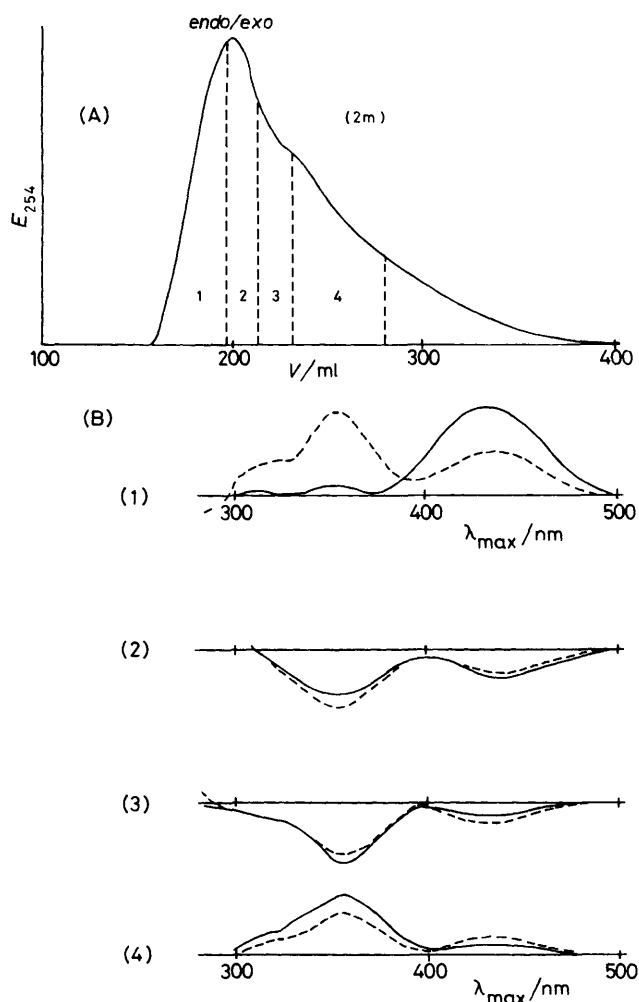 endo/exo
(A)
(2m)
E254
1 2 3 4
100 200 300 400
V/ml
(B)
(1)
300 400 500
λmax/nm
(2)
(3)
(4)
300 400 500
λmax/nm